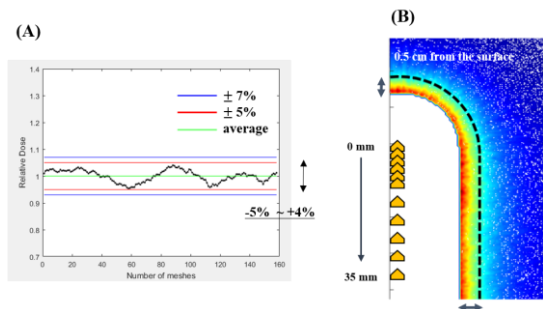 (A)
1.4
1.3
1.2
1.1
1
0.9
0.8
0.7
Relative Dose
± 7%
± 5%
average
-5% ~ +4%
0 20 40 60 80 100 120 140 160
Number of meshes
(B)
0.5 cm from the surface
0 mm
35 mm